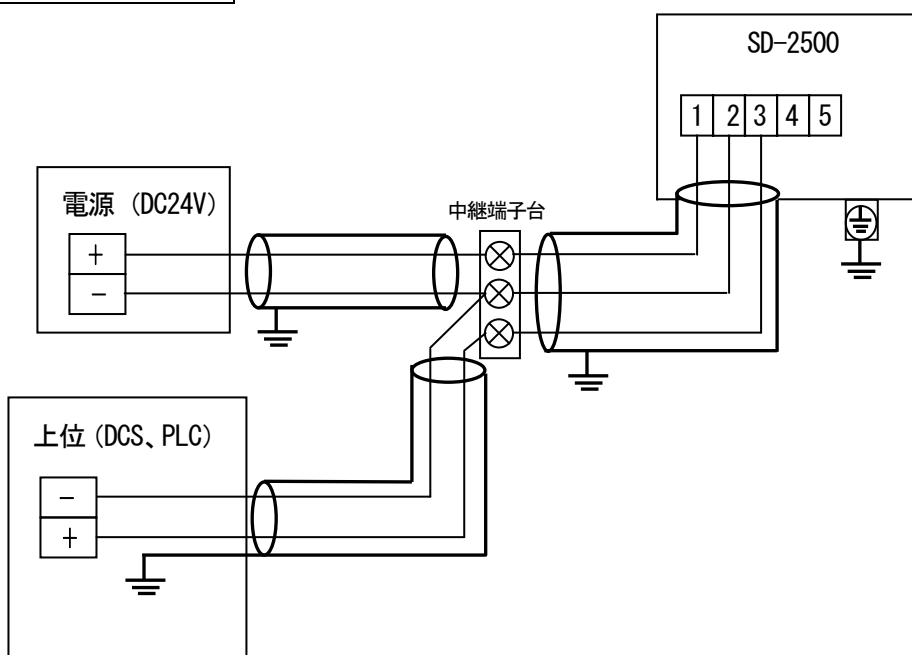 SD-2500
1 2 3 4 5
電源 (DC24V)
+
-
中継端子台
上位 (DCS、PLC)
-
+